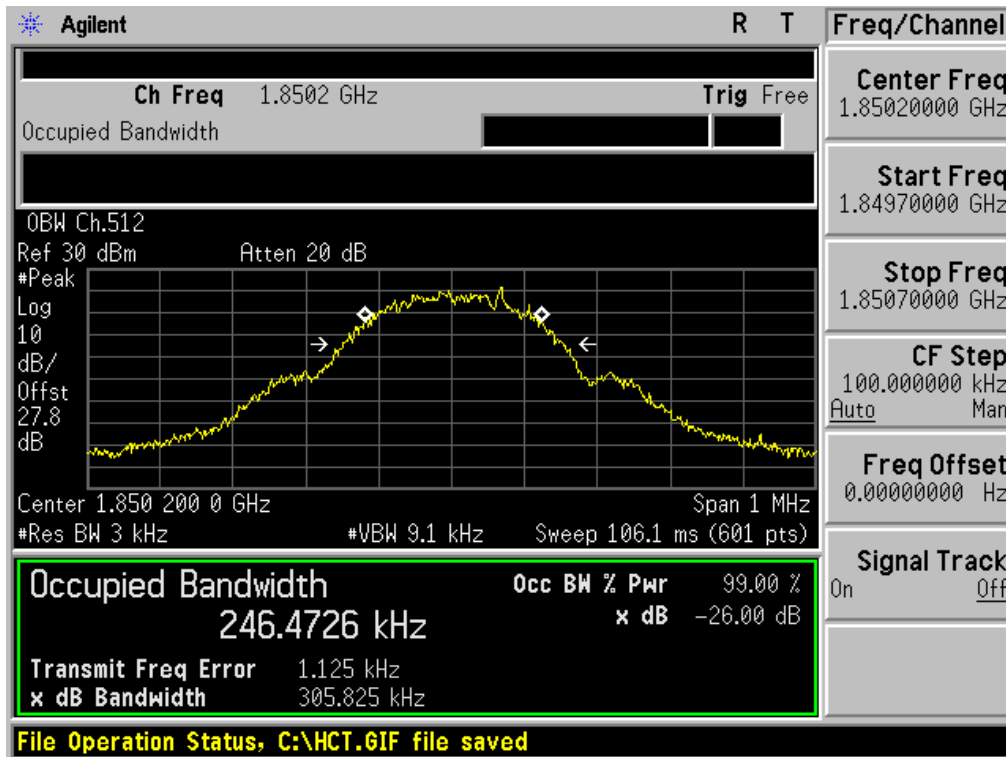 Agilent R T
Ch Freq 1.8502 GHz Trig Free
Occupied Bandwidth
OBW Ch.512
Ref 30 dBm Atten 20 dB
#Peak
Log
10
dB/
Offst
27.8
dB
Center 1.850 200 0 GHz Span 1 MHz
#Res BW 3 kHz #VBW 9.1 kHz Sweep 106.1 ms (601 pts)
Occupied Bandwidth Occ BW % Pwr 99.00 %
246.4726 kHz x dB -26.00 dB
Transmit Freq Error 1.125 kHz
x dB Bandwidth 305.825 kHz
File Operation Status, C:\HCT.GIF file saved
Freq/Channel
Center Freq
1.85020000 GHz
Start Freq
1.84970000 GHz
Stop Freq
1.85070000 GHz
CF Step
100.000000 kHz
Auto Man
Freq Offset
0.00000000 Hz
Signal Track
On Off